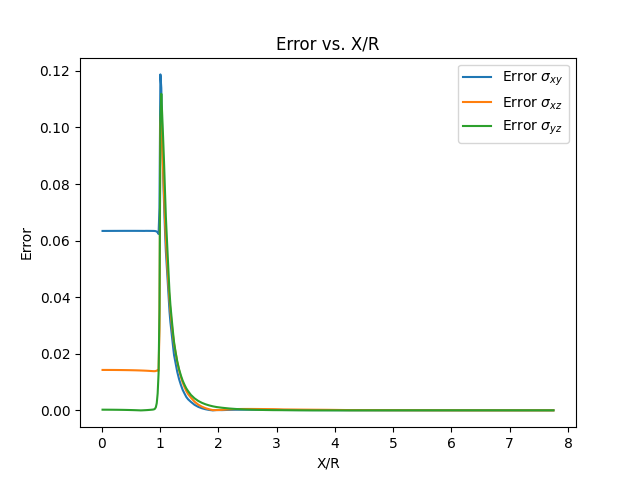 Error vs. X/R
Error σxy
Error σxz
Error σyz
0.12
0.10
0.08
0.06
0.04
0.02
0.00
Error
0 1 2 3 4 5 6 7 8
X/R